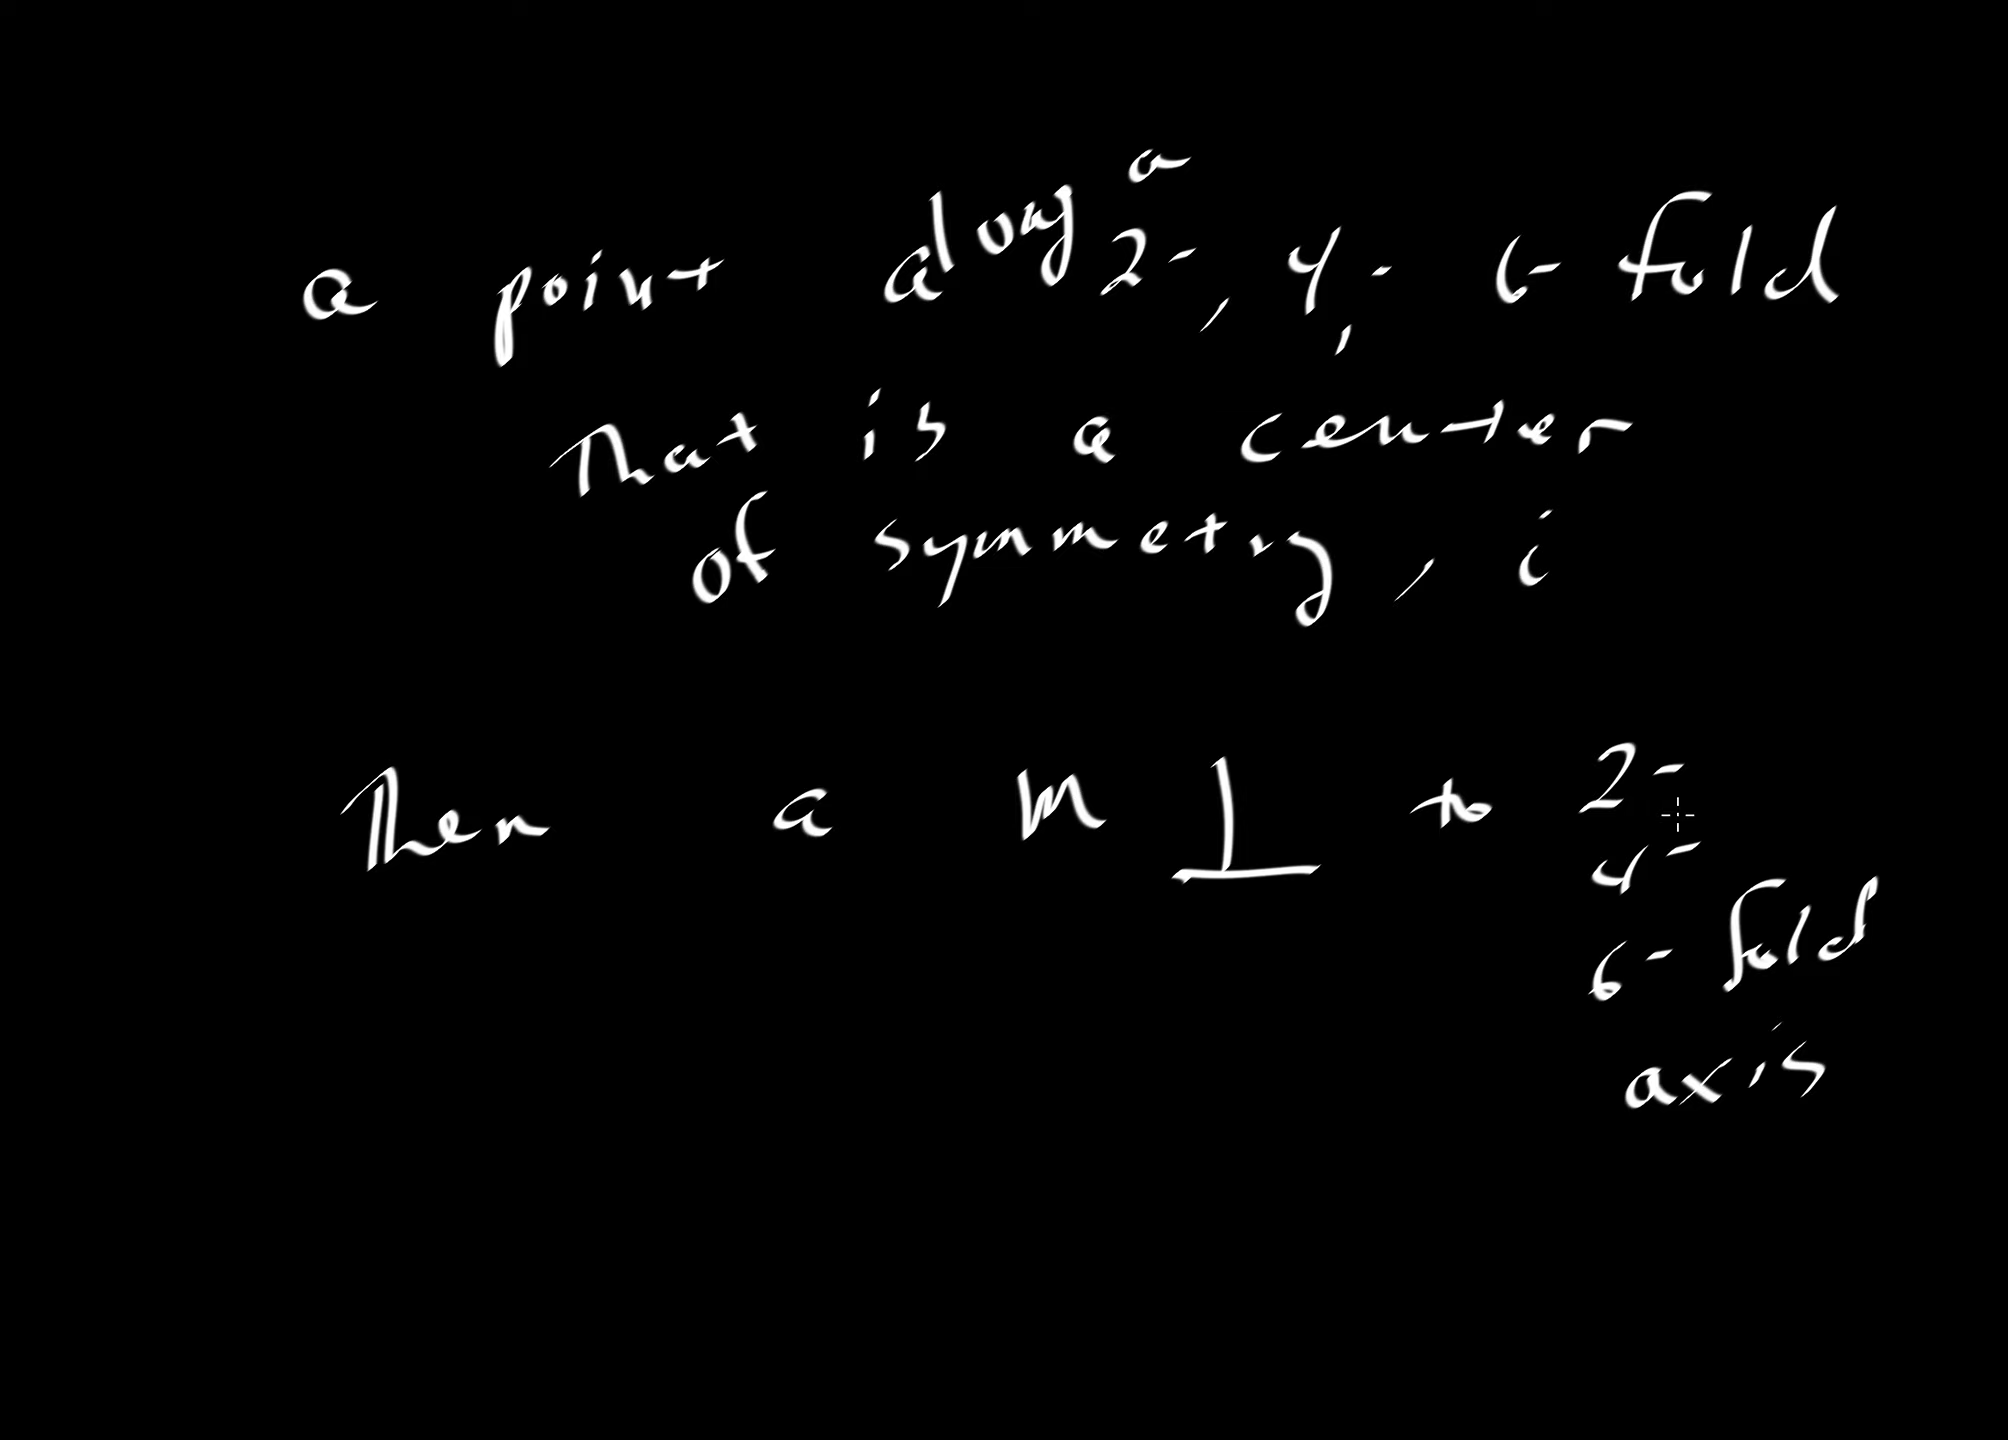 a point along a 2-, 4-, 6-fold
that is a center
of symmetry, i
Then a m ⊥ to 2-
4-
6-fold
axis